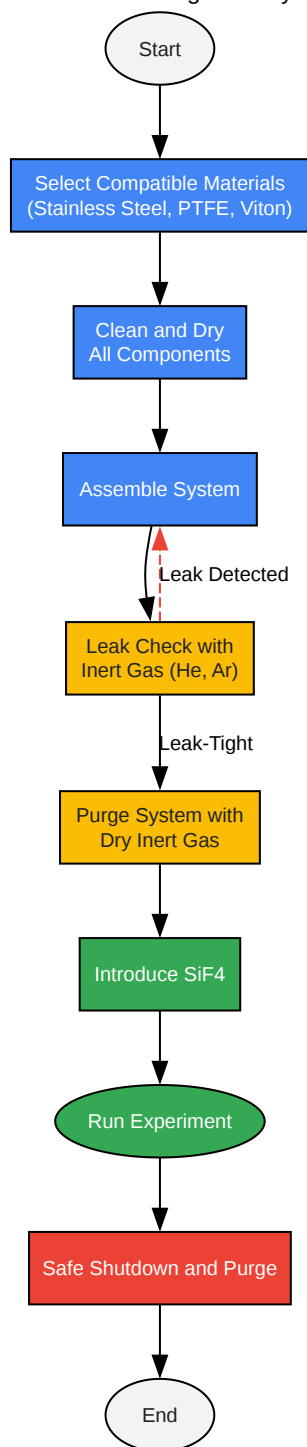 Start
Select Compatible Materials
(Stainless Steel, PTFE, Viton)
Clean and Dry
All Components
Assemble System
Leak Detected
Leak Check with
Inert Gas (He, Ar)
Leak-Tight
Purge System with
Dry Inert Gas
Introduce SiF4
Run Experiment
Safe Shutdown and Purge
End